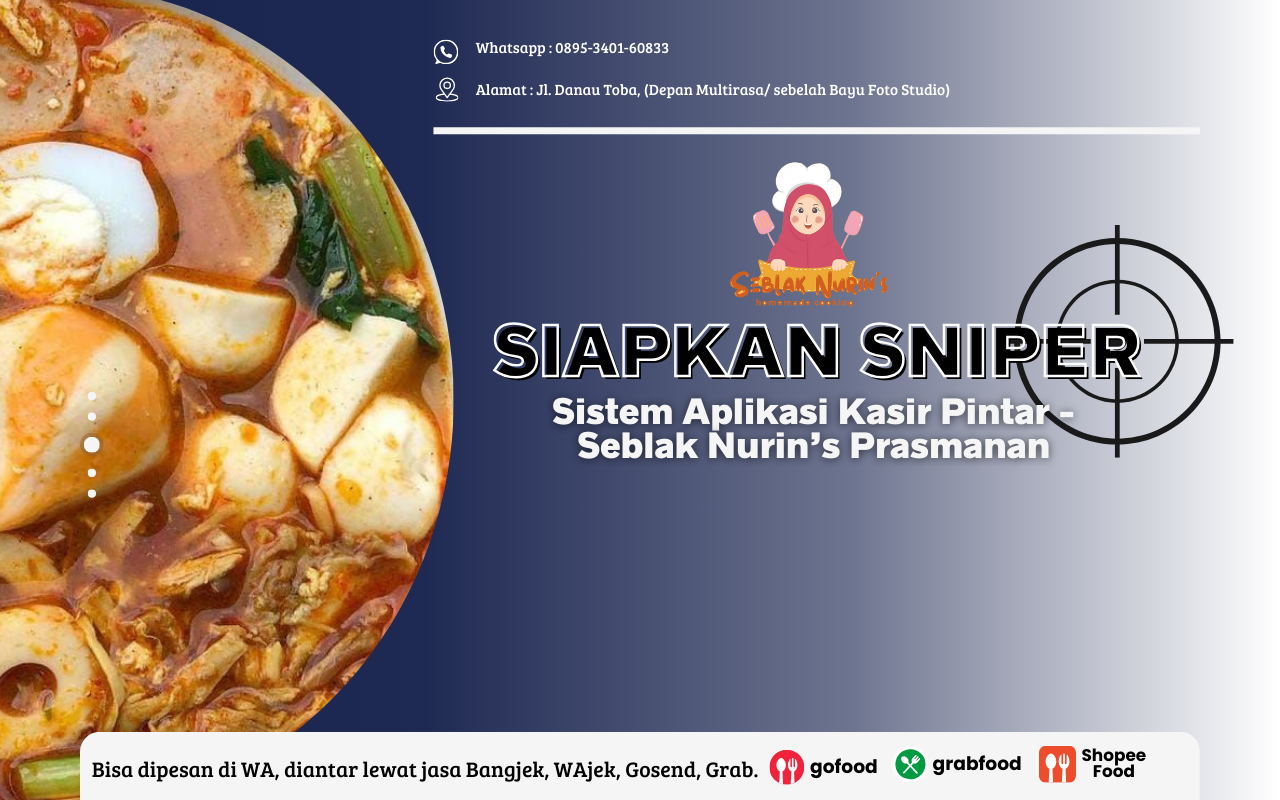 Whatsapp : 0895-3401-60833
Alamat : Jl. Danau Toba, (Depan Multirasa/ sebelah Bayu Foto Studio)
SEBLAK NURIN'S
homemade cooking
SIAPKAN SNIPER
Sistem Aplikasi Kasir Pintar -
Seblak Nurin's Prasmanan
Bisa dipesan di WA, diantar lewat jasa Bangjek, WAjek, Gosend, Grab.
gofood
grabfood
Shopee
Food